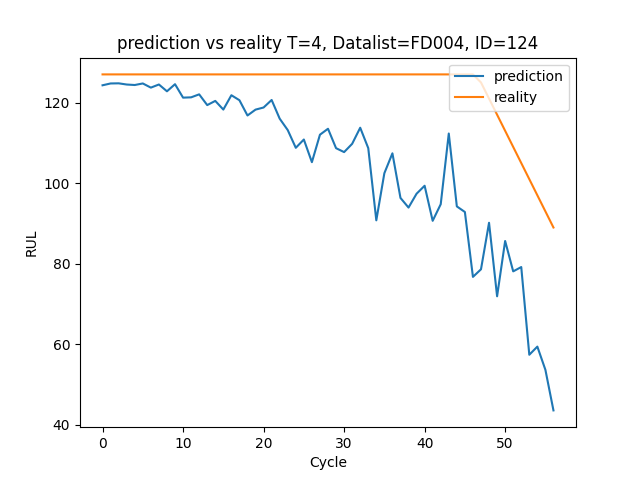 prediction vs reality T=4, Datalist=FD004, ID=124
prediction
reality
RUL
120
100
80
60
40
0 10 20 30 40 50
Cycle